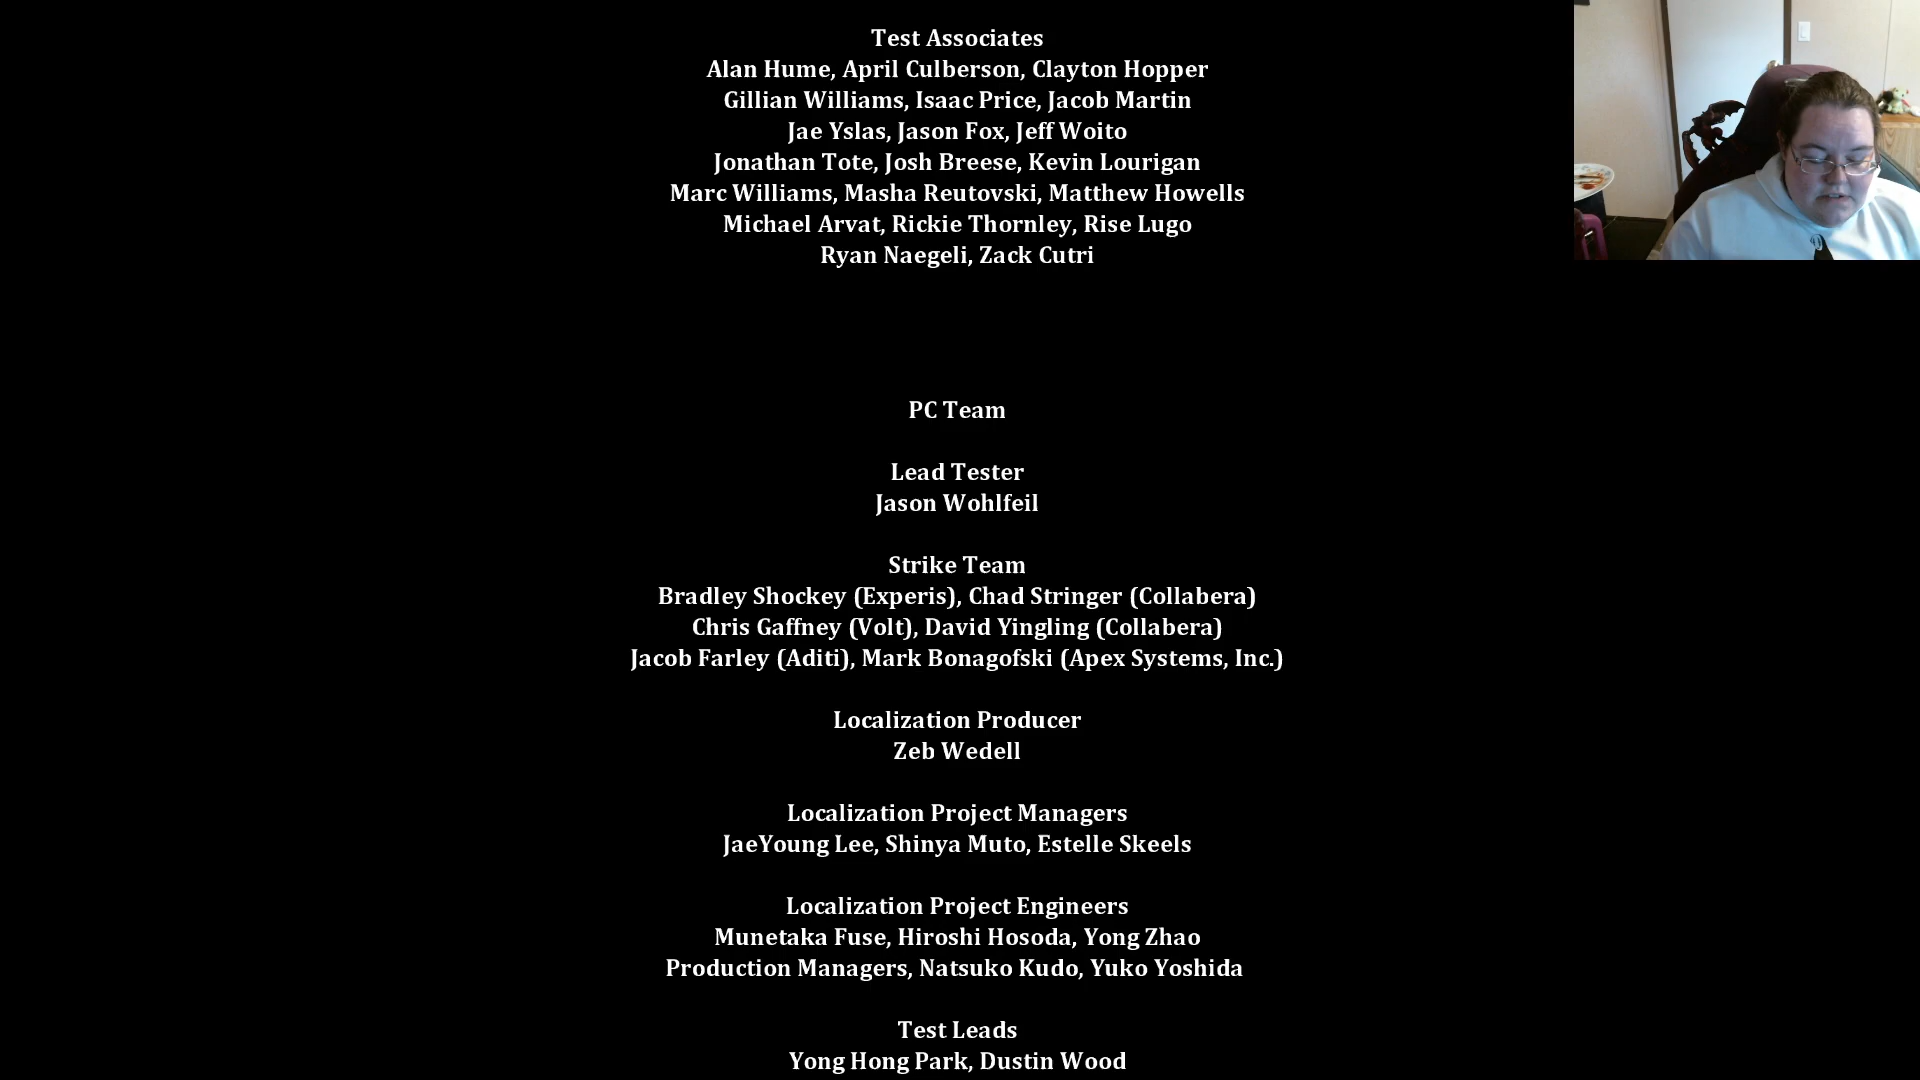 Test Associates
Alan Hume, April Culberson, Clayton Hopper
Gillian Williams, Isaac Price, Jacob Martin
Jae Yslas, Jason Fox, Jeff Woito
Jonathan Tote, Josh Breese, Kevin Lourigan
Marc Williams, Masha Reutovski, Matthew Howells
Michael Arvat, Rickie Thornley, Rise Lugo
Ryan Naegeli, Zack Cutri
PC Team
Lead Tester
Jason Wohlfeil
Strike Team
Bradley Shockey (Experis), Chad Stringer (Collabera)
Chris Gaffney (Volt), David Yingling (Collabera)
Jacob Farley (Aditi), Mark Bonagofski (Apex Systems, Inc.)
Localization Producer
Zeb Wedell
Localization Project Managers
JaeYoung Lee, Shinya Muto, Estelle Skeels
Localization Project Engineers
Munetaka Fuse, Hiroshi Hosoda, Yong Zhao
Production Managers, Natsuko Kudo, Yuko Yoshida
Test Leads
Yong Hong Park, Dustin Wood